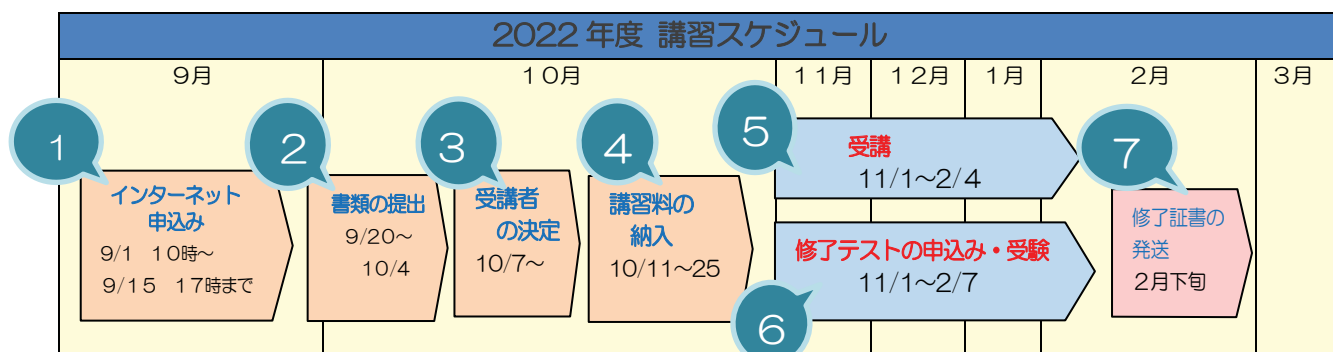 2022年度 講習スケジュール
9月
10月
11月
12月
1月
2月
3月
1
インターネット
申込み
9/1 10時～
9/15 17時まで
2
書類の提出
9/20～
10/4
3
受講者
の決定
10/7～
4
講習料の
納入
10/11～25
5
受講
11/1～2/4
6
修了テストの申込み・受験
11/1～2/7
7
修了証書の
発送
2月下旬